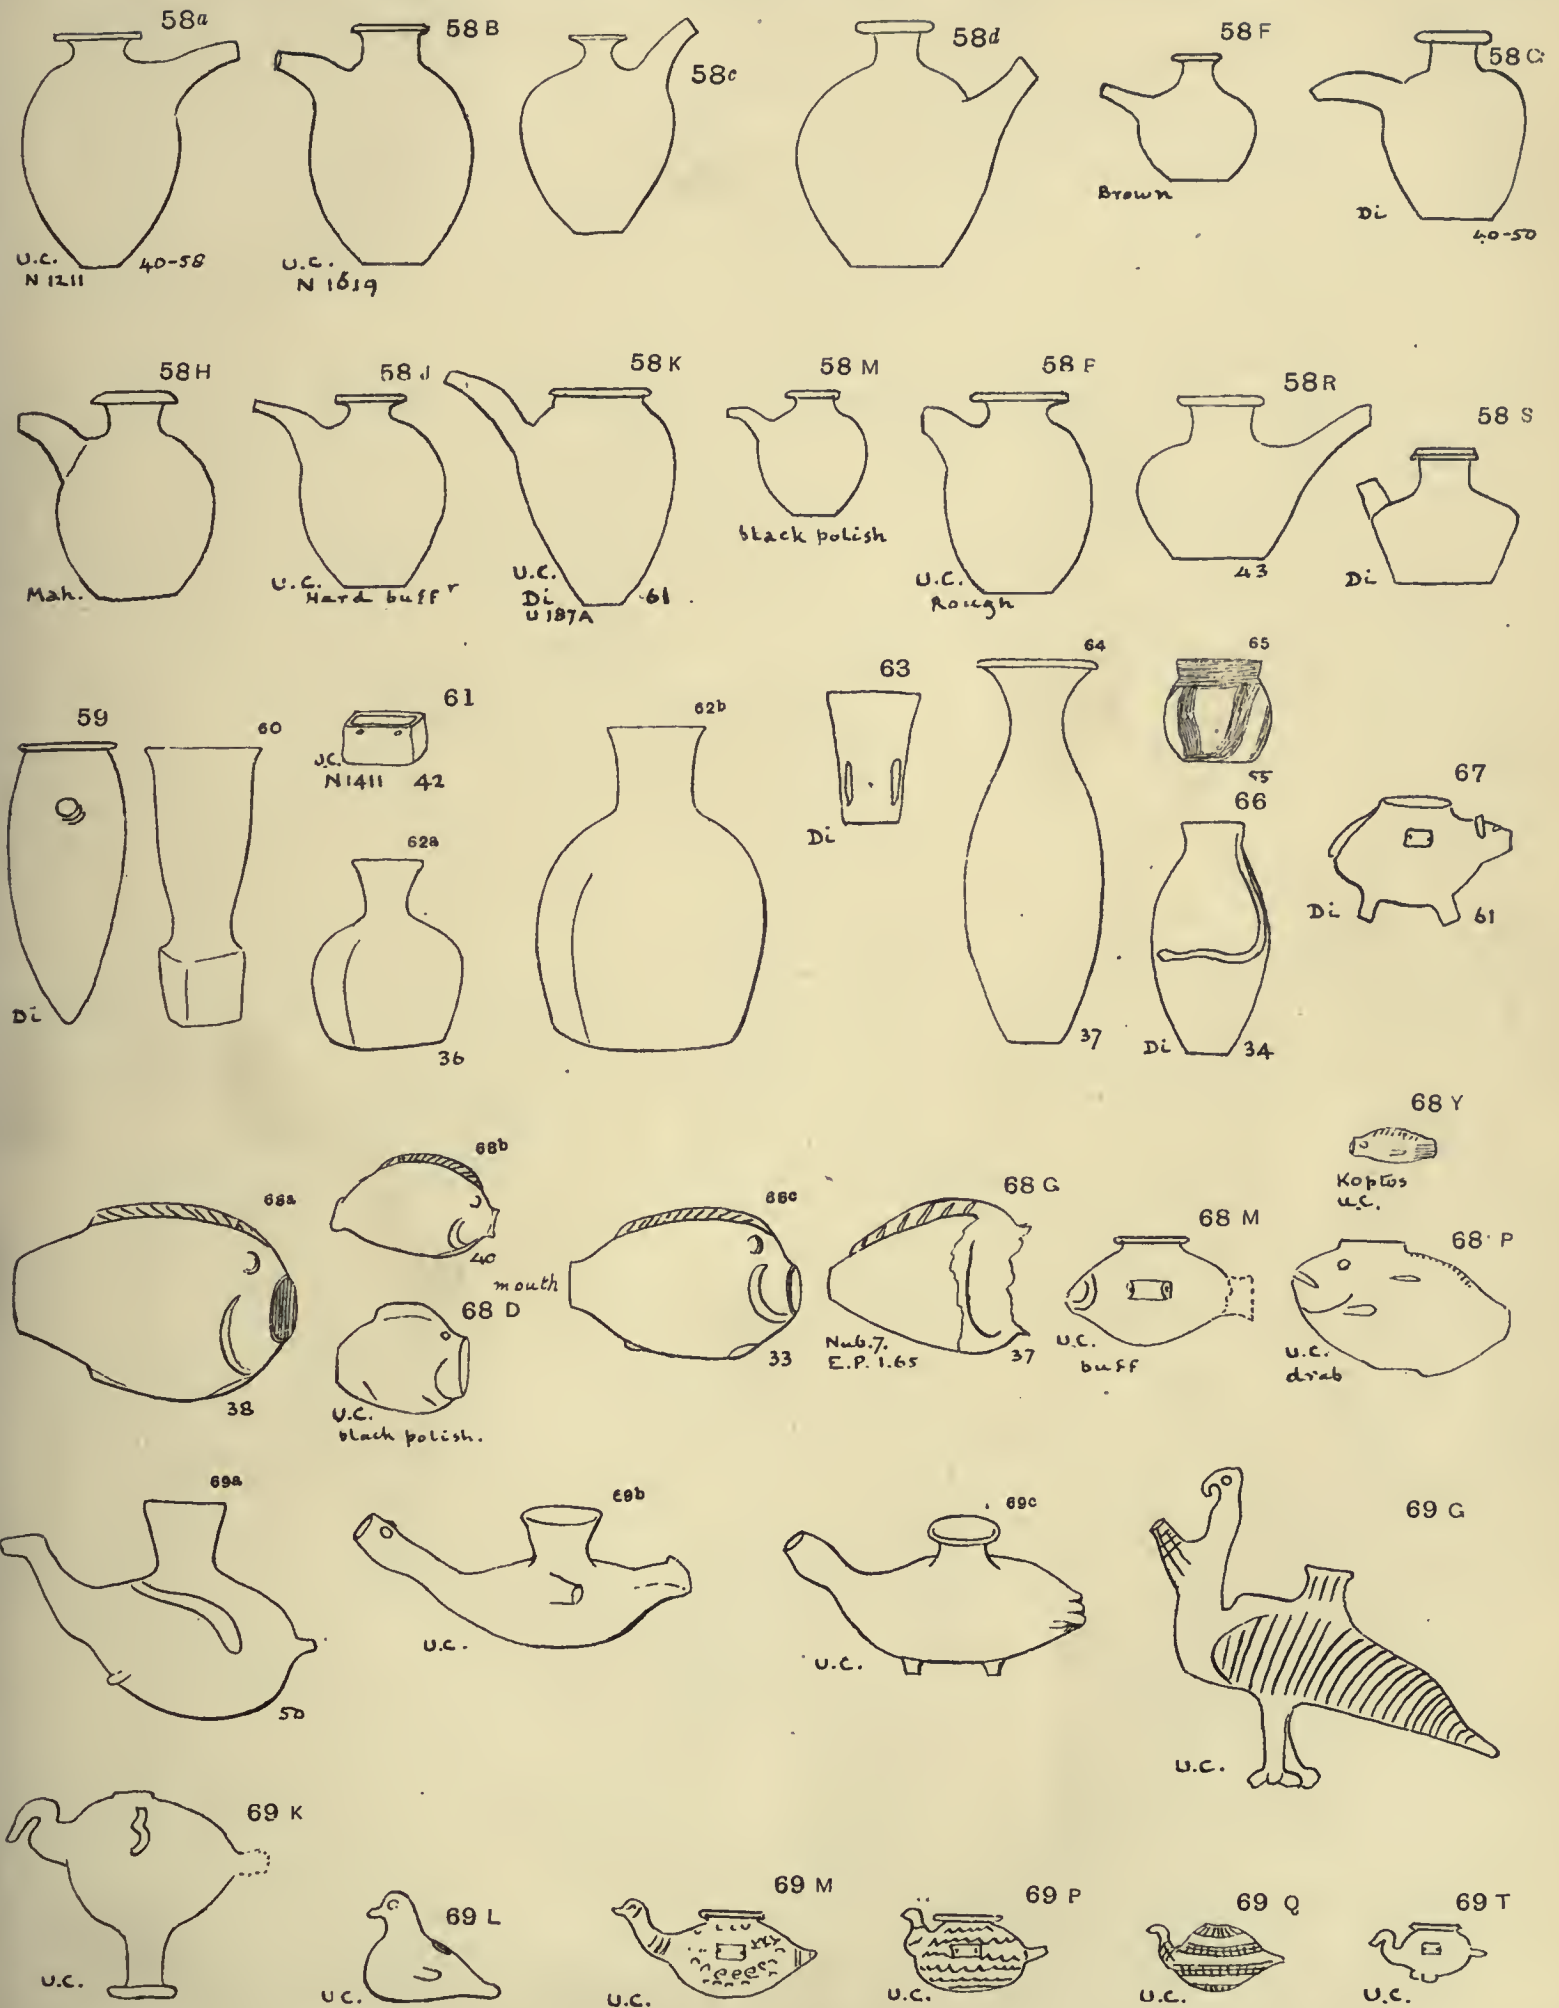 58a
58 B
58c
58d
58 F
58 G
U.C.
N 1211
40-58
U.C.
N 1619
Brown
Di
40-50
58 H
58 J
58 K
58 M
58 P
58 R
58 S
Mah.
U.C.
Hard buff r
U.C.
Di
U 187A
61
black polish
U.C.
Rough
43
Di
59
60
61
62b
63
64
65
U.C.
N1411 42
55
62a
66
67
Di
36
Di
37
Di
34
Di
61
68a
68b
68c
68 G
68 M
68 Y
Koptos
U.C.
68 P
40
mouth
68 D
38
U.C.
black polish.
33
Nub.7.
E.P. 1.65
37
U.C.
buff
U.C.
drab
69a
69b
69c
69 G
50
U.C.
U.C.
U.C.
69 K
69 L
69 M
69 P
69 Q
69 T
U.C.
U.C.
U.C.
U.C.
U.C.
U.C.